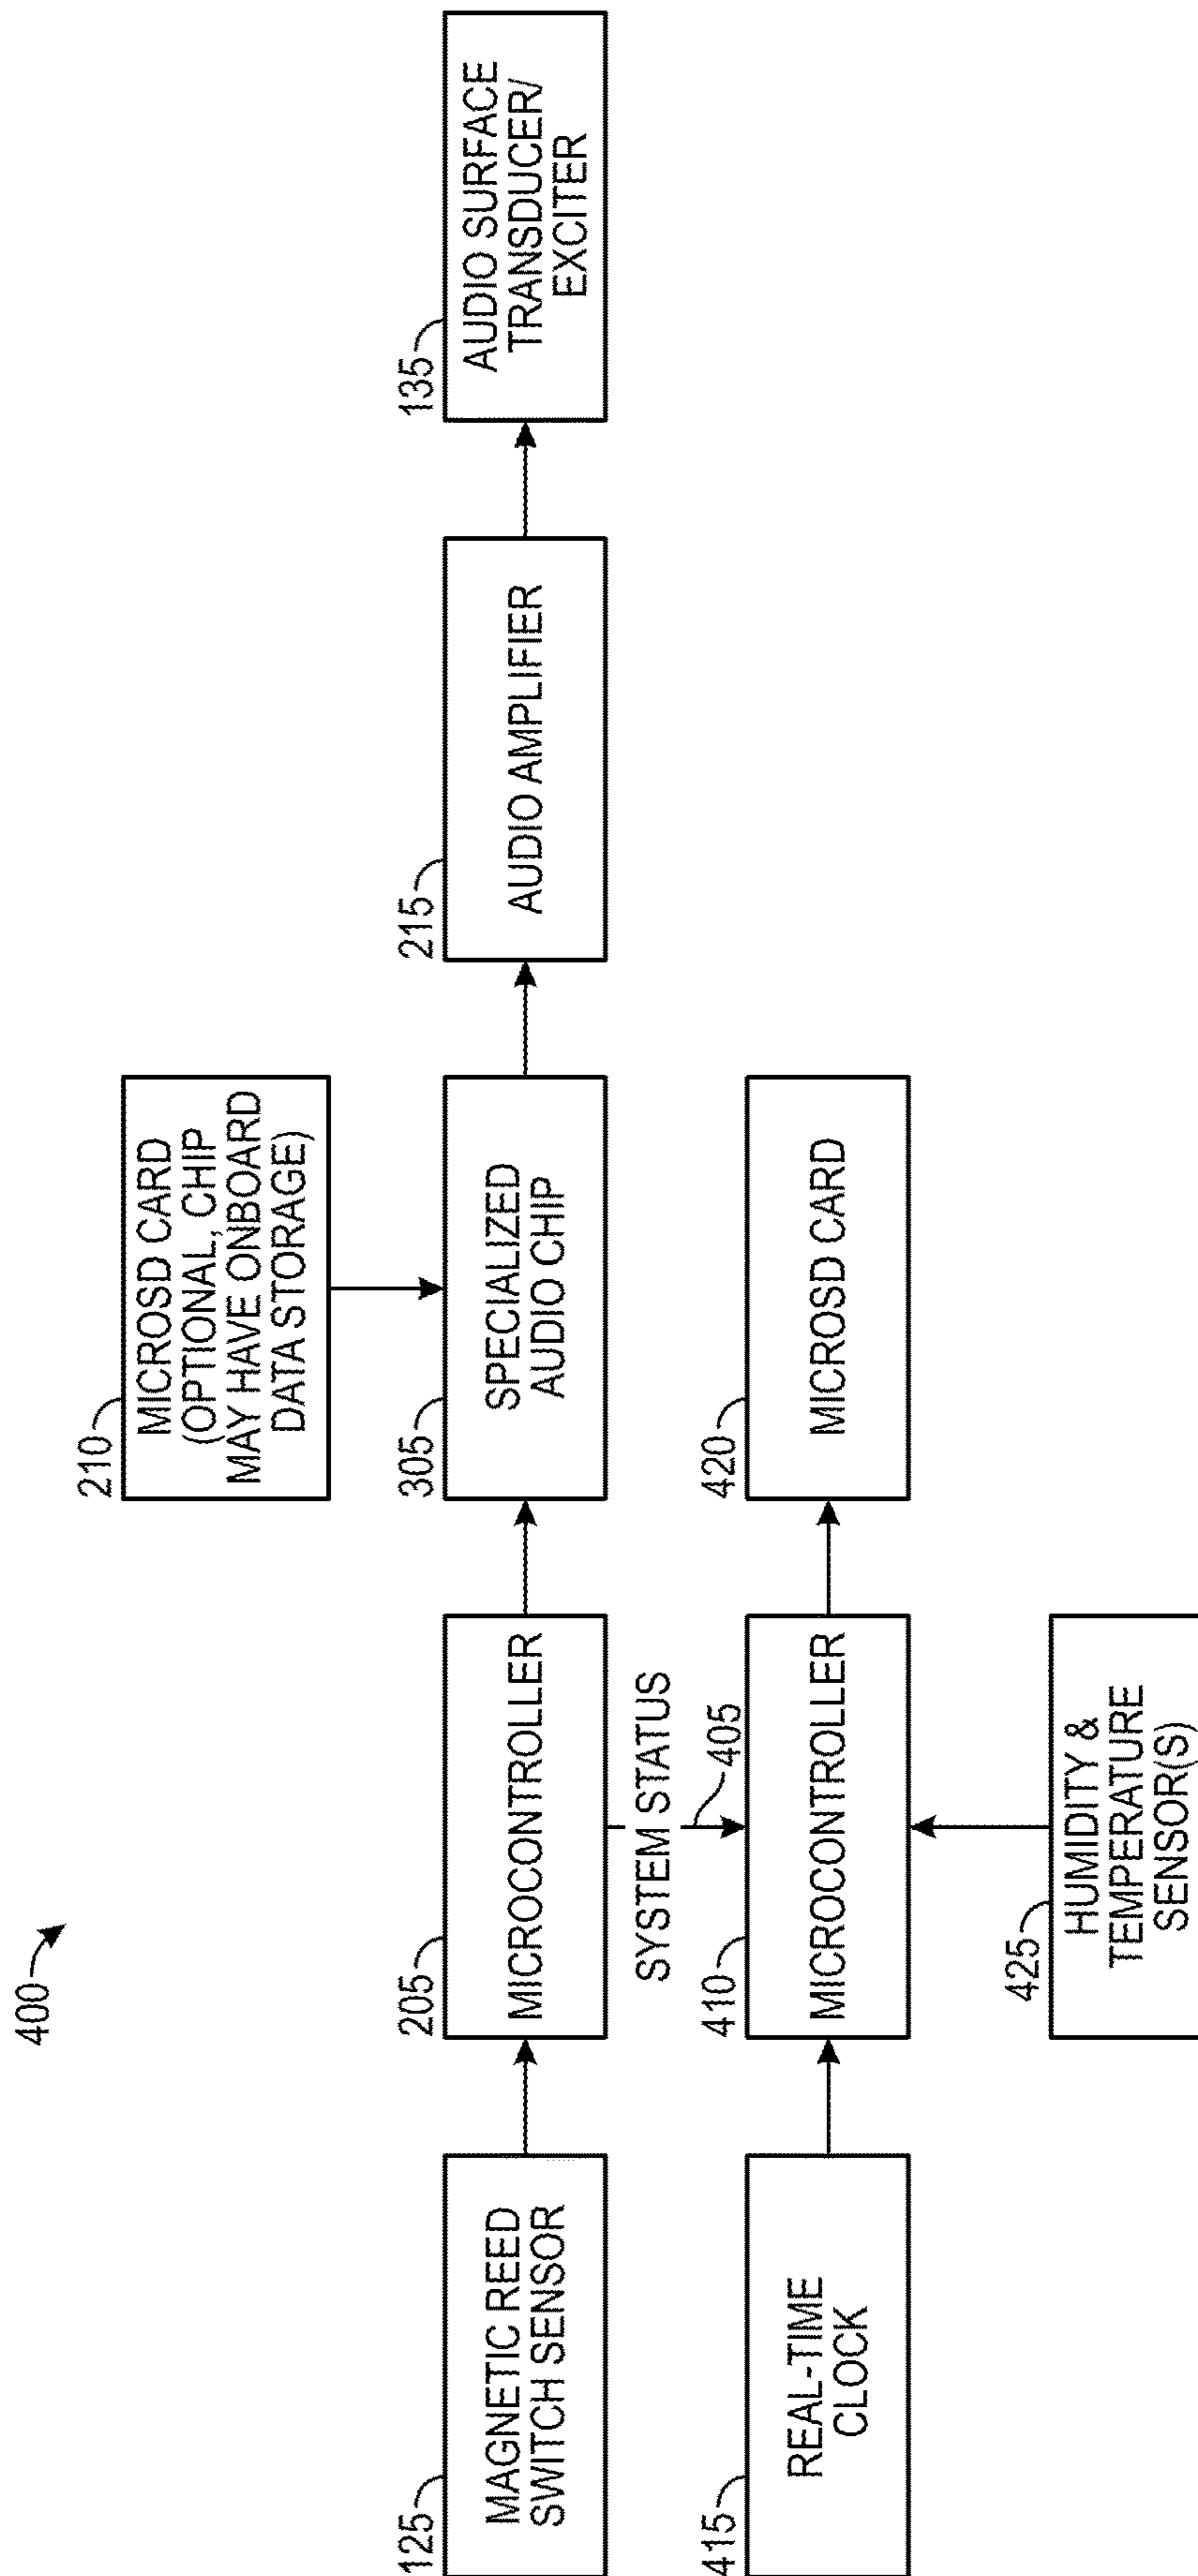 400
210
MICROSD CARD
(OPTIONAL, CHIP
MAY HAVE ONBOARD
DATA STORAGE)
125
MAGNETIC REED
SWITCH SENSOR
205
MICROCONTROLLER
305
SPECIALIZED
AUDIO CHIP
215
AUDIO AMPLIFIER
135
AUDIO SURFACE
TRANSDUCER/
EXCITER
SYSTEM STATUS
405
415
REAL-TIME
CLOCK
410
MICROCONTROLLER
420
MICROSD CARD
425
HUMIDITY &
TEMPERATURE
SENSOR(S)